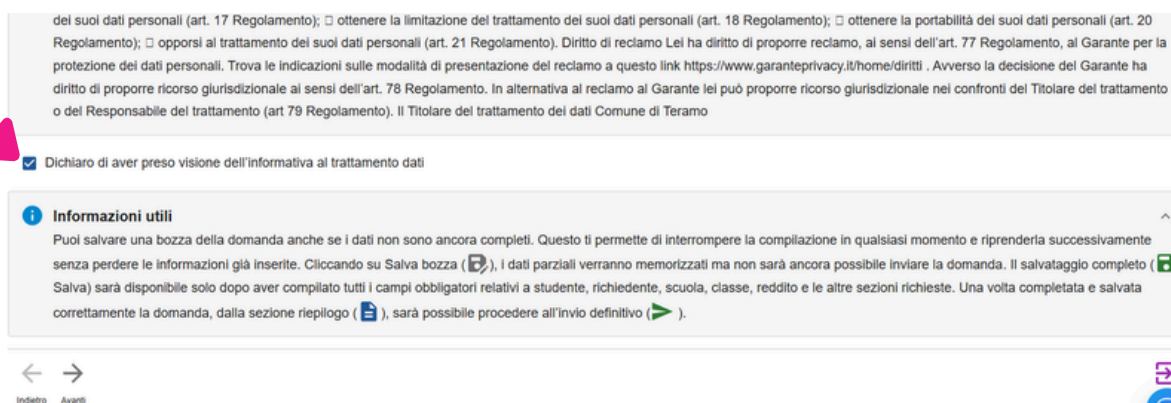 dei suoi dati personali (art. 17 Regolamento); □ ottenere la limitazione del trattamento dei suoi dati personali (art. 18 Regolamento); □ ottenere la portabilità dei suoi dati personali (art. 20
Regolamento); □ opporsi al trattamento dei suoi dati personali (art. 21 Regolamento). Diritto di reclamo Lei ha diritto di proporre reclamo, ai sensi dell'art. 77 Regolamento, al Garante per la
protezione dei dati personali. Trova le indicazioni sulle modalità di presentazione del reclamo a questo link https://www.garanteprivacy.it/home/diritti . Avverso la decisione del Garante ha
diritto di proporre ricorso giurisdizionale ai sensi dell'art. 78 Regolamento. In alternativa al reclamo al Garante lei può proporre ricorso giurisdizionale nei confronti del Titolare del trattamento
o del Responsabile del trattamento (art 79 Regolamento). Il Titolare del trattamento dei dati Comune di Teramo
Dichiaro di aver preso visione dell'informativa al trattamento dati
Informazioni utili
Puoi salvare una bozza della domanda anche se i dati non sono ancora completi. Questo ti permette di interrompere la compilazione in qualsiasi momento e riprenderla successivamente
senza perdere le informazioni già inserite. Cliccando su Salva bozza ( ), i dati parziali verranno memorizzati ma non sarà ancora possibile inviare la domanda. Il salvataggio completo (
Salva) sarà disponibile solo dopo aver compilato tutti i campi obbligatori relativi a studente, richiedente, scuola, classe, reddito e le altre sezioni richieste. Una volta completata e salvata
correttamente la domanda, dalla sezione riepilogo ( ), sarà possibile procedere all'invio definitivo ( ).
Indietro Avanti